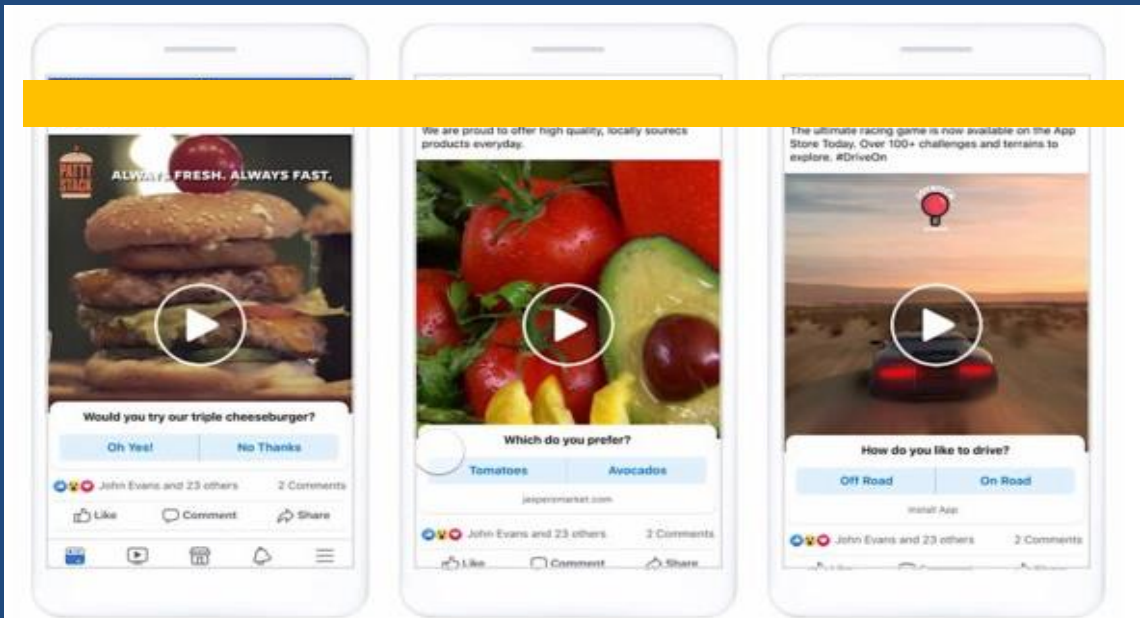 PATTY
STACK
ALWAYS FRESH. ALWAYS FAST.
Would you try our triple cheeseburger?
Oh Yes!
No Thanks
John Evans and 23 others
2 Comments
Like
Comment
Share
We are proud to offer high quality, locally sourecs
products everyday.
Which do you prefer?
Tomatoes
Avocados
jaspersmarket.com
John Evans and 23 others
2 Comments
Like
Comment
Share
The ultimate racing game is now available on the App
Store Today. Over 100+ challenges and terrains to
explore. #DriveOn
How do you like to drive?
Off Road
On Road
Install App
John Evans and 23 others
2 Comments